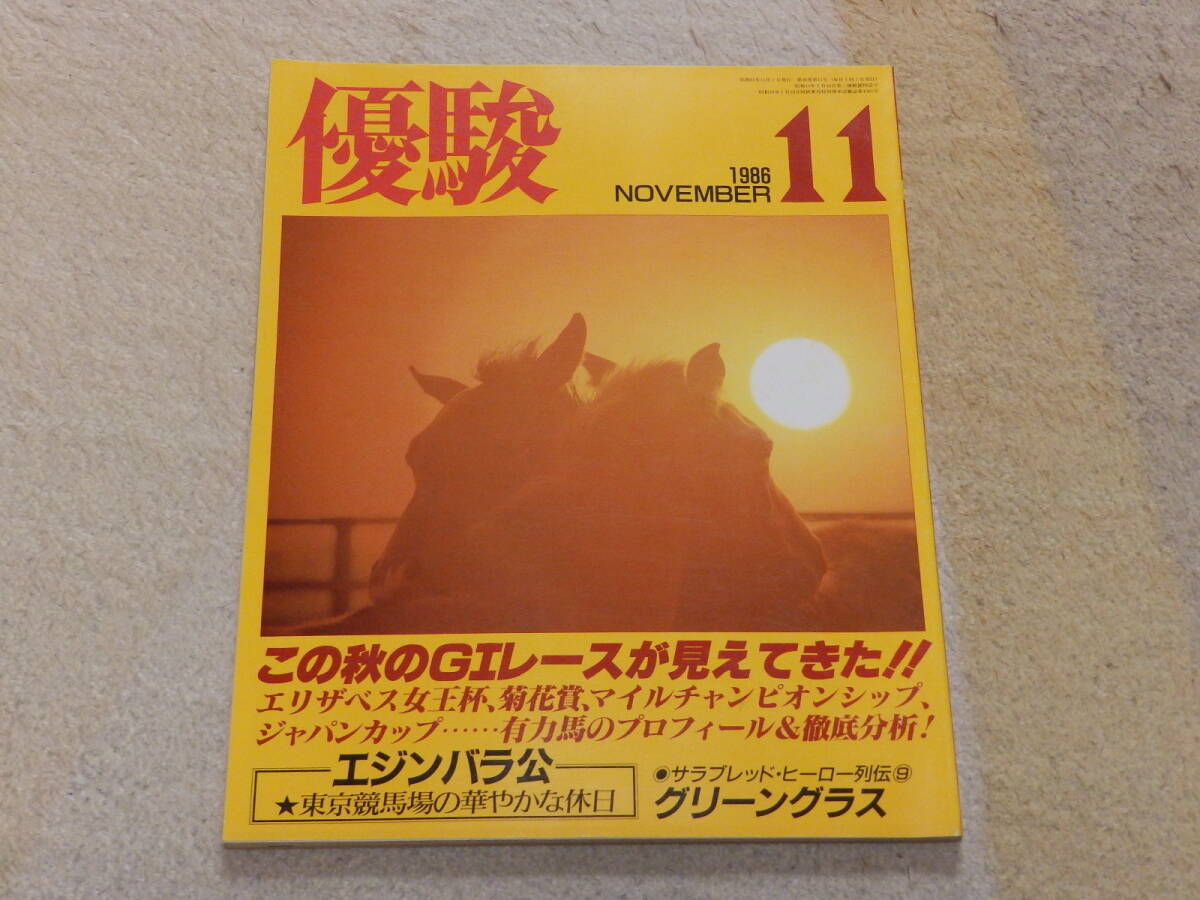 優駿
1986
NOVEMBER
11
この秋のGIレースが見えてきた!!
エリザベス女王杯、菊花賞、マイルチャンピオンシップ、
ジャパンカップ……有力馬のプロフィール&徹底分析!
エジンバラ公
★東京競馬場の華やかな休日
●サラブレッド・ヒーロー列伝⑨
グリーングラス